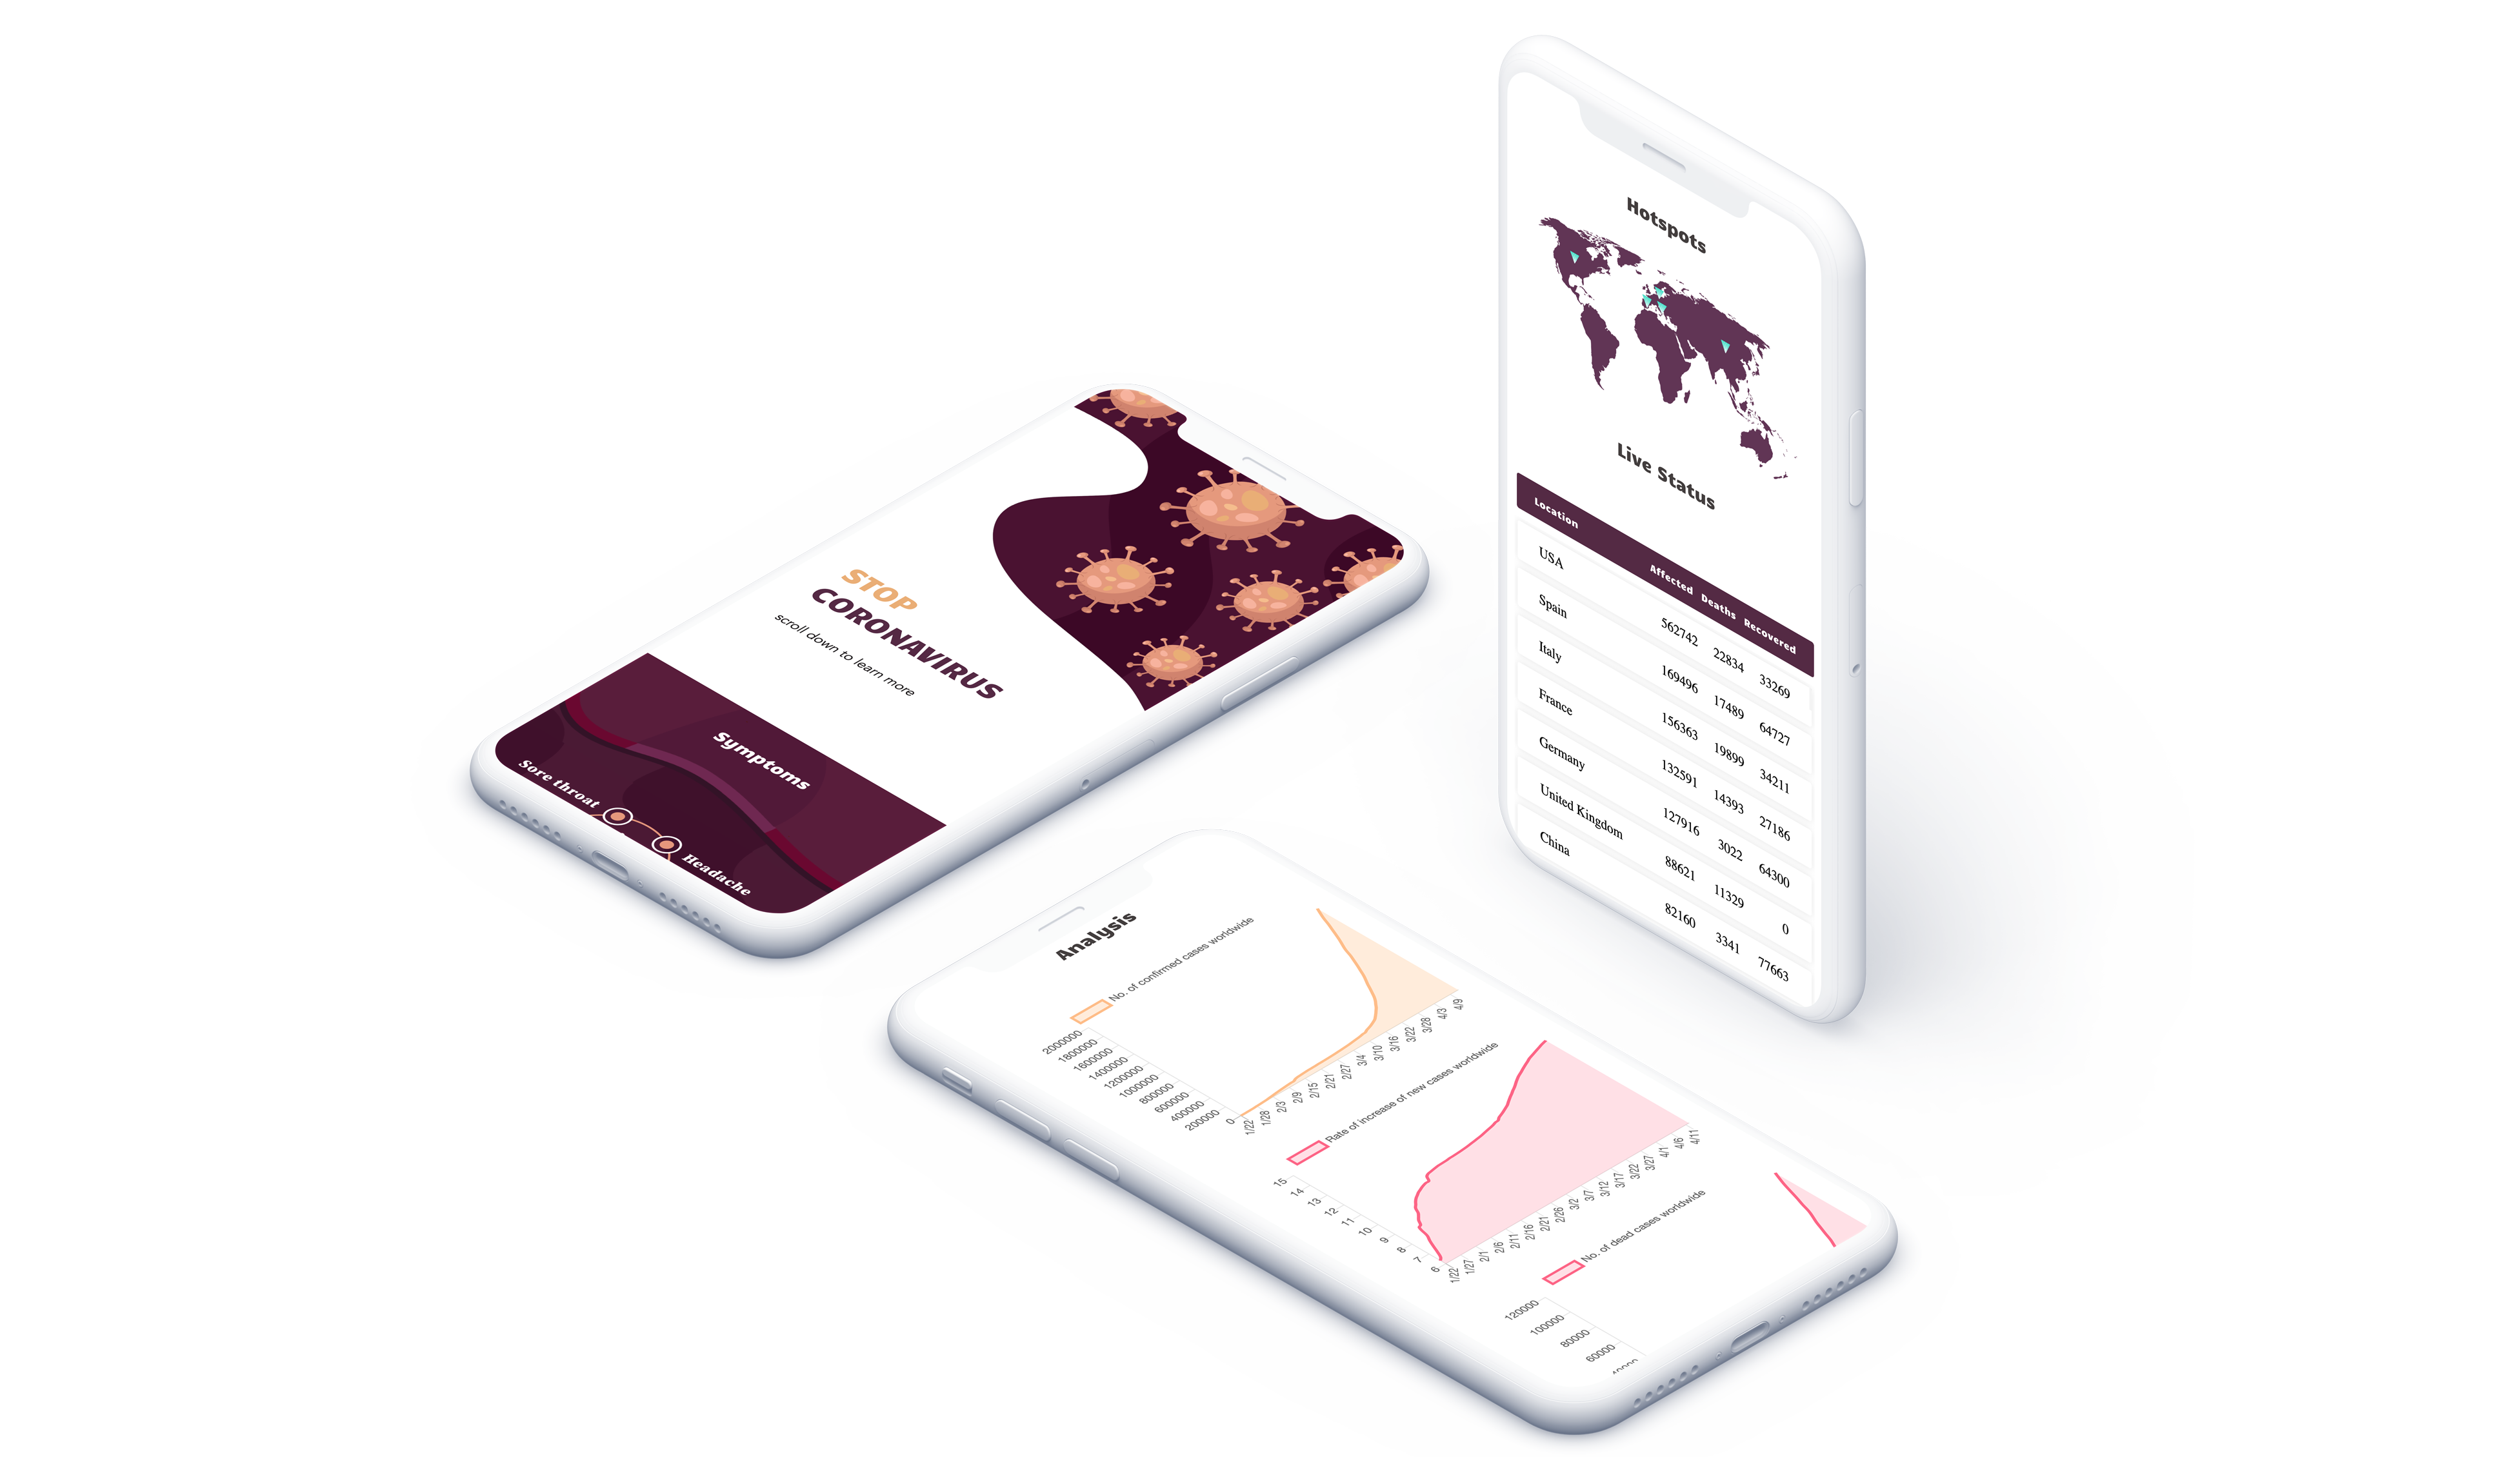 STOP
CORONAVIRUS
scroll down to learn more
Symptoms
Sore throat
Headache
Hotspots
Live Status
Location Affected Deaths Recovered
USA 562742 22834 33269
Spain 169496 17489 64727
Italy 156363 19899 34211
France 132591 14393 27186
Germany 127916 3022 64300
United Kingdom 88621 11329 0
China 82160 3341 77663
Analysis
No. of confirmed cases worldwide
2000000
1800000
1600000
1400000
1200000
1000000
800000
600000
400000
200000
0
1/22 1/28 2/3 2/9 2/15 2/21 2/27 3/4 3/10 3/16 3/22 3/28 4/3 4/9
Rate of increase of new cases worldwide
15
14
13
12
11
10
9
8
7
6
1/22 1/27 2/1 2/6 2/11 2/16 2/21 2/26 3/2 3/7 3/12 3/17 3/22 3/27 4/1 4/6 4/11
No. of dead cases worldwide
120000
100000
80000
60000